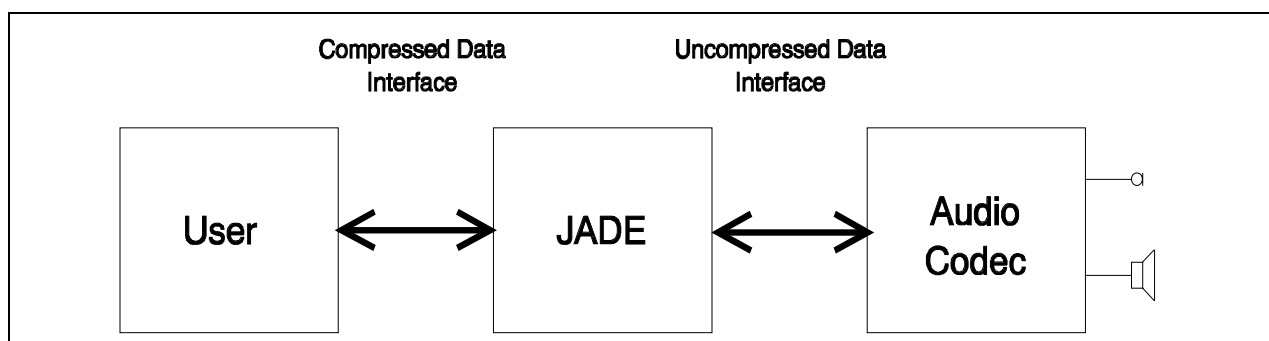 Compressed Data
Interface
Uncompressed Data
Interface
User
JADE
Audio
Codec